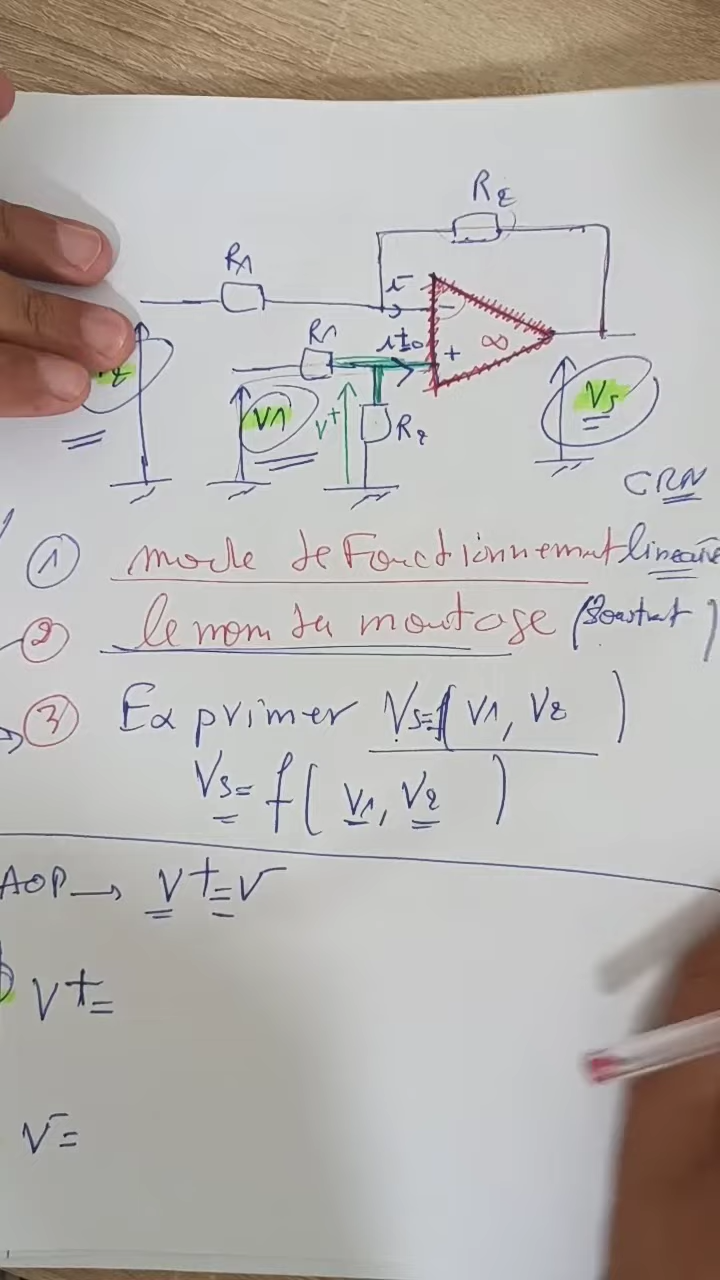 R2
R1
i-
-
R1
i+=0
+
∞
V1
V+
R2
Vs
CRN
1 mode de Fonctionnement linéaire
2 le nom du montage (Soustrat )
3 Exprimer Vs=f( V1, V2 )
Vs= f( V1, V2 )
AOP → V+=V-
V+=
V-=